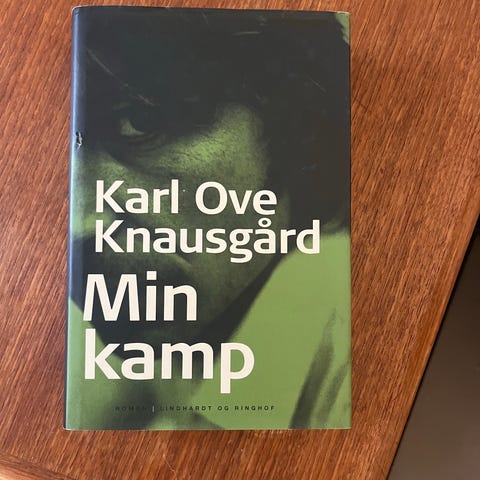 Karl Ove
Knausgård
Min
kamp
ROMAN | LINDHARDT OG RINGHOF